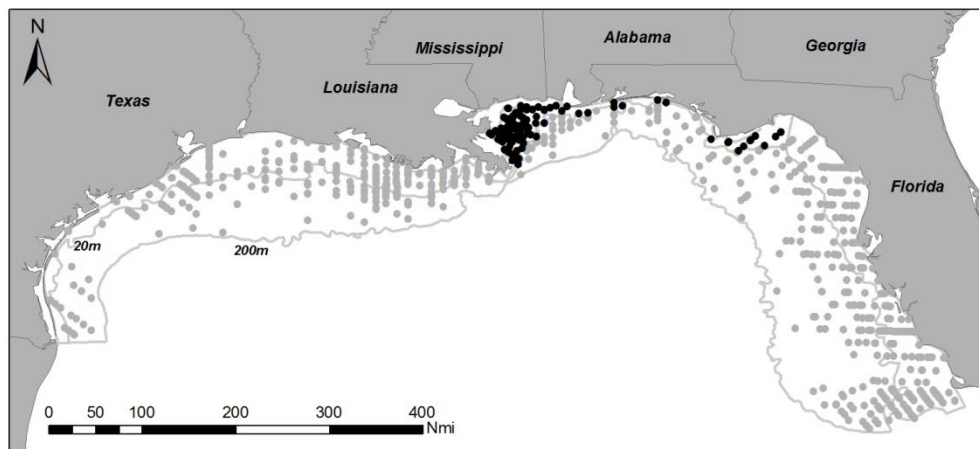 N
Mississippi
Alabama
Georgia
Texas
Louisiana
Florida
20m
200m
0 50 100 200 300 400
Nmi